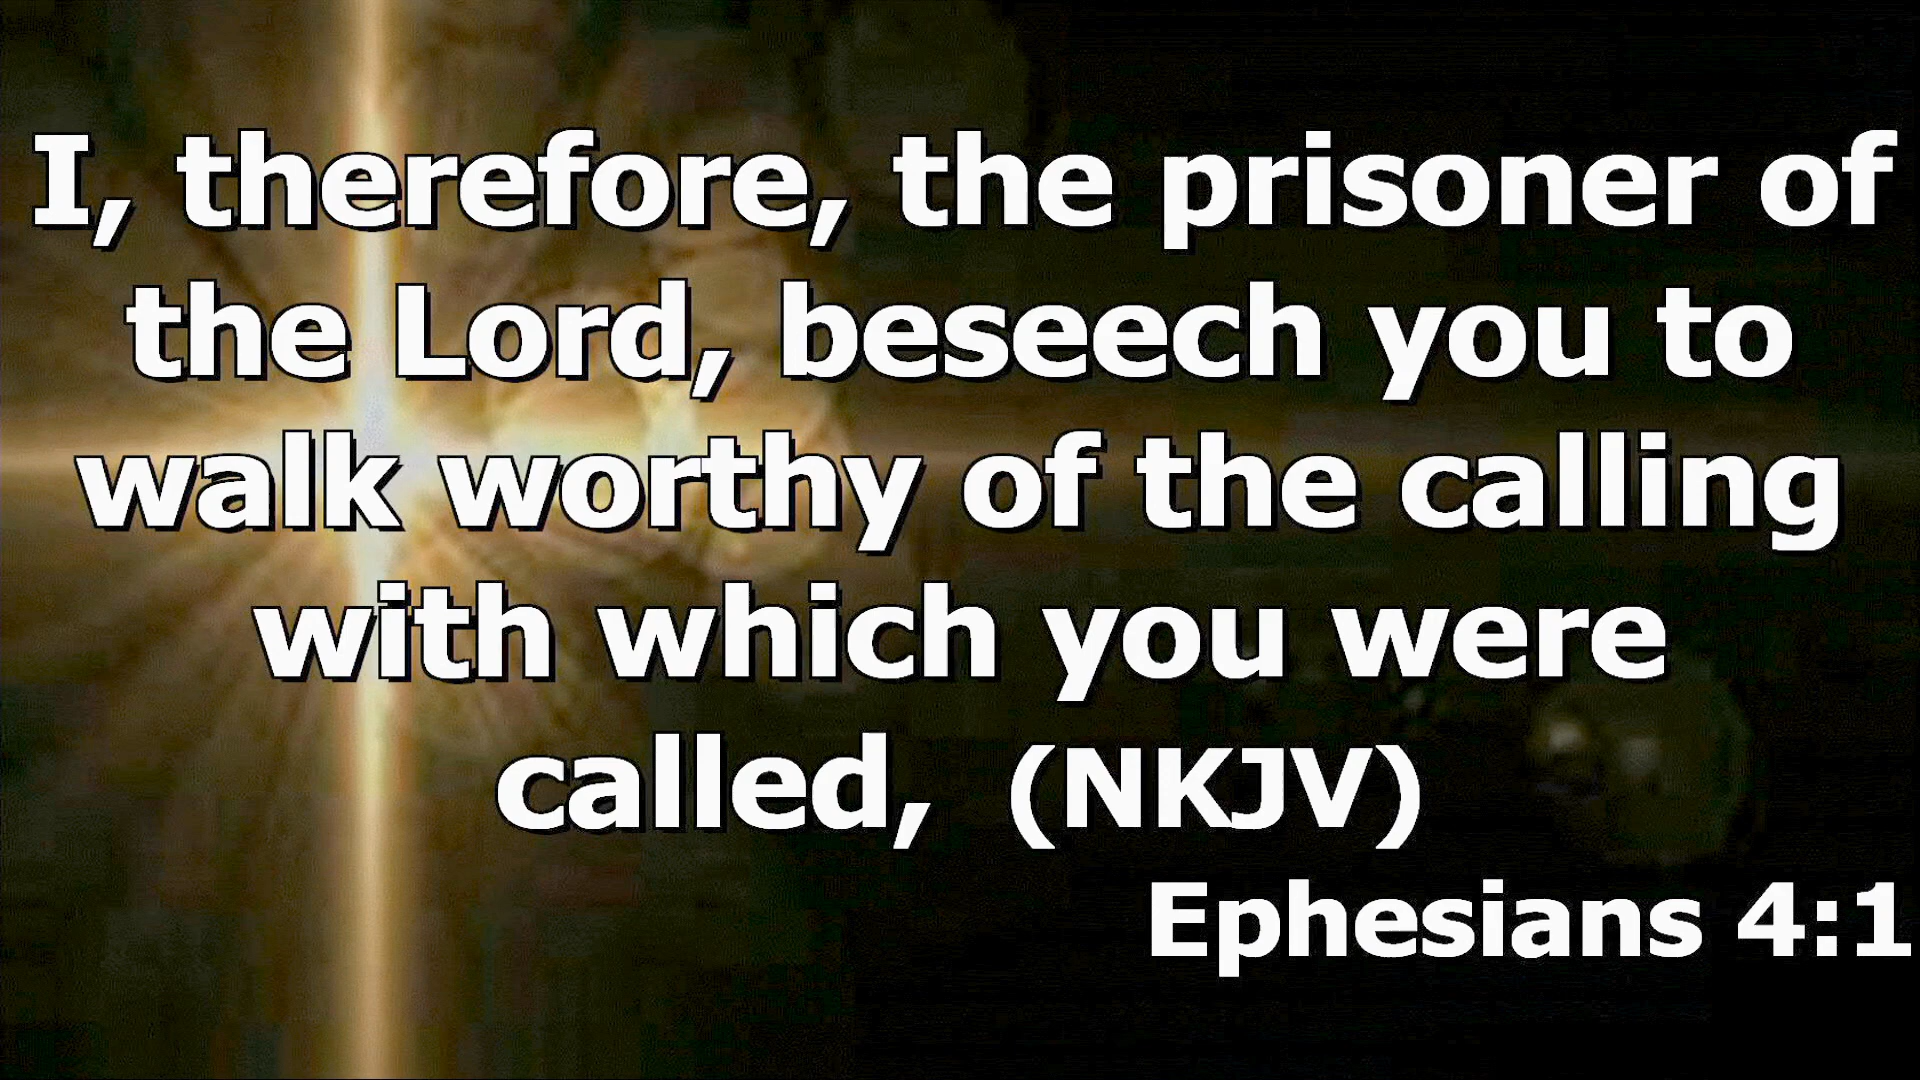 I, therefore, the prisoner of
the Lord, beseech you to
walk worthy of the calling
with which you were
called, (NKJV)
Ephesians 4:1